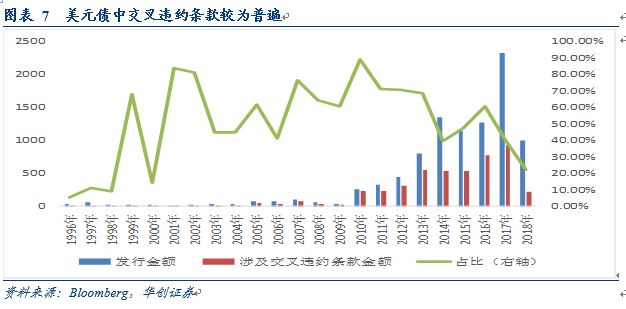 图表 7 美元债中交叉违约条款较为普遍
2500
2000
1500
1000
500
0
100.00%
90.00%
80.00%
70.00%
60.00%
50.00%
40.00%
30.00%
20.00%
10.00%
0.00%
1996年
1997年
1998年
1999年
2000年
2001年
2002年
2003年
2004年
2005年
2006年
2007年
2008年
2009年
2010年
2011年
2012年
2013年
2014年
2015年
2016年
2017年
2018年
发行金额 涉及交叉违约条款金额 占比（右轴）
资料来源：Bloomberg，华创证券